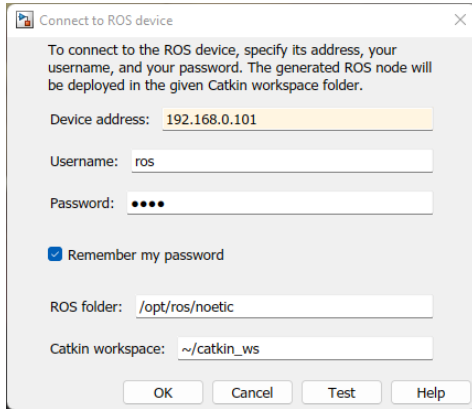 Connect to ROS device
To connect to the ROS device, specify its address, your
username, and your password. The generated ROS node will
be deployed in the given Catkin workspace folder.
Device address: 192.168.0.101
Username: ros
Password: ●●●●
Remember my password
ROS folder: /opt/ros/noetic
Catkin workspace: ~/catkin_ws
OK Cancel Test Help